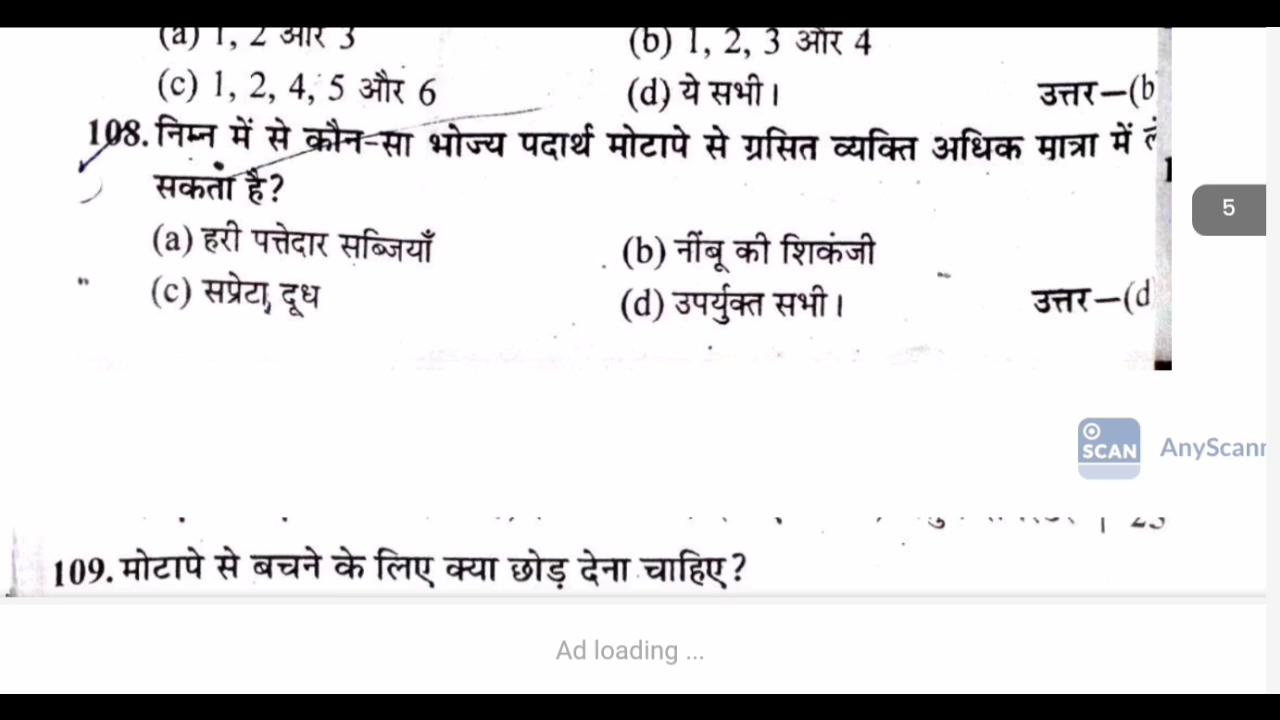 (a) 1, 2 और 3 (b) 1, 2, 3 और 4
(c) 1, 2, 4, 5 और 6 (d) ये सभी। उत्तर–(b
108. निम्न में से कौन-सा भोज्य पदार्थ मोटापे से ग्रसित व्यक्ति अधिक मात्रा में
सकता है?
5
(a) हरी पत्तेदार सब्जियाँ (b) नींबू की शिकंजी
(c) सप्रेटा दूध (d) उपर्युक्त सभी। उत्तर–(d
SCAN AnyScann
109. मोटापे से बचने के लिए क्या छोड़ देना चाहिए?
Ad loading ...